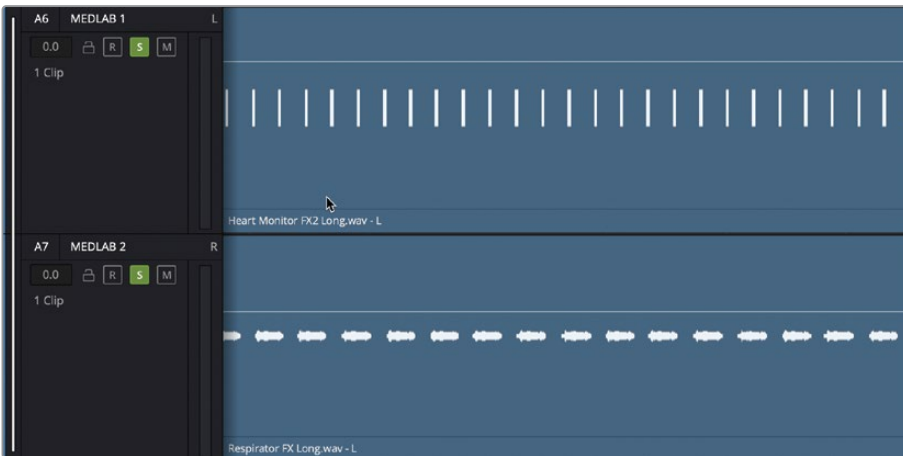 A6 MEDLAB 1 L
0.0 R S M
1 Clip
Heart Monitor FX2 Long.wav - L
A7 MEDLAB 2 R
0.0 R S M
1 Clip
Respirator FX Long.wav - L